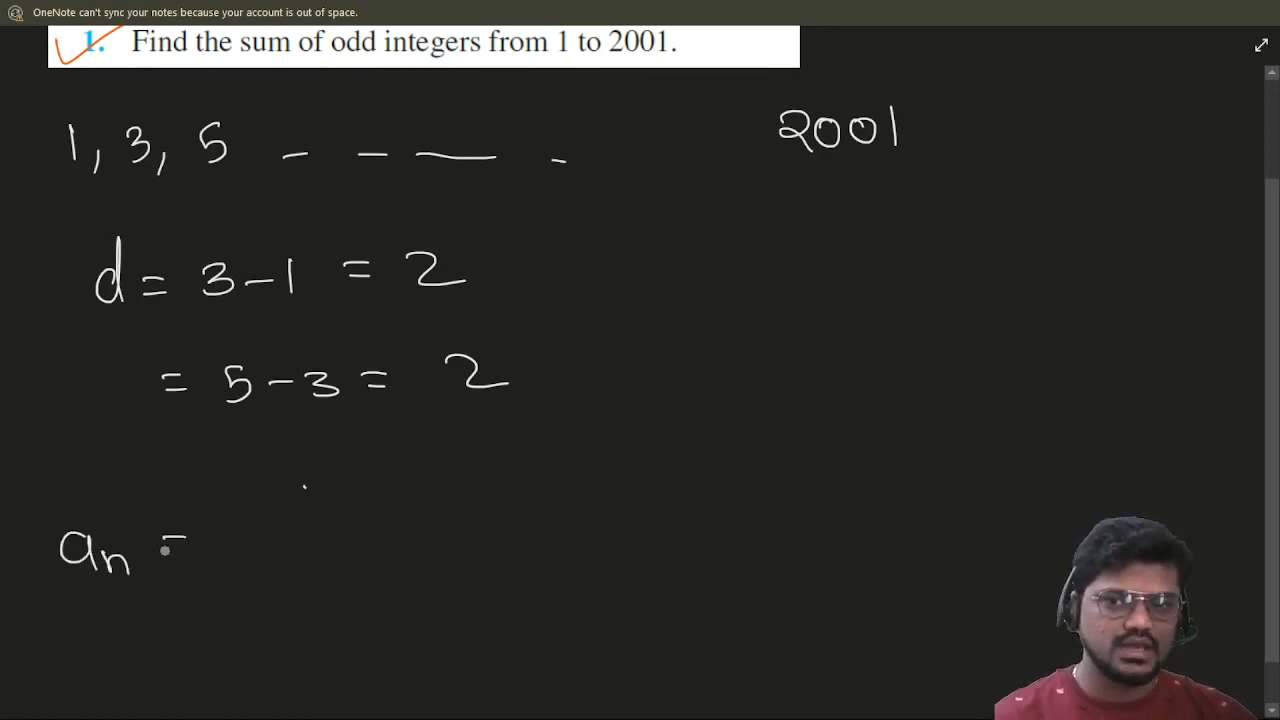 OneNote can't sync your notes because your account is out of space.
1. Find the sum of odd integers from 1 to 2001.
1, 3, 5 - - — - 2001
d = 3 - 1 = 2
= 5 - 3 = 2
an =